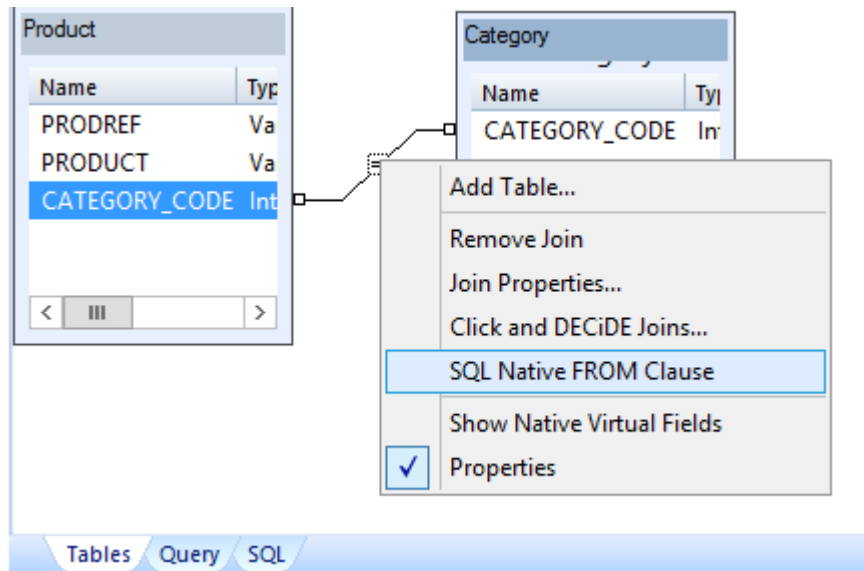 Product
Name Typ
PRODREF Va
PRODUCT Va
CATEGORY_CODE Int
Category
Name Ty
CATEGORY_CODE In
Add Table...
Remove Join
Join Properties...
Click and DECiDE Joins...
SQL Native FROM Clause
Show Native Virtual Fields
Properties
Tables Query SQL